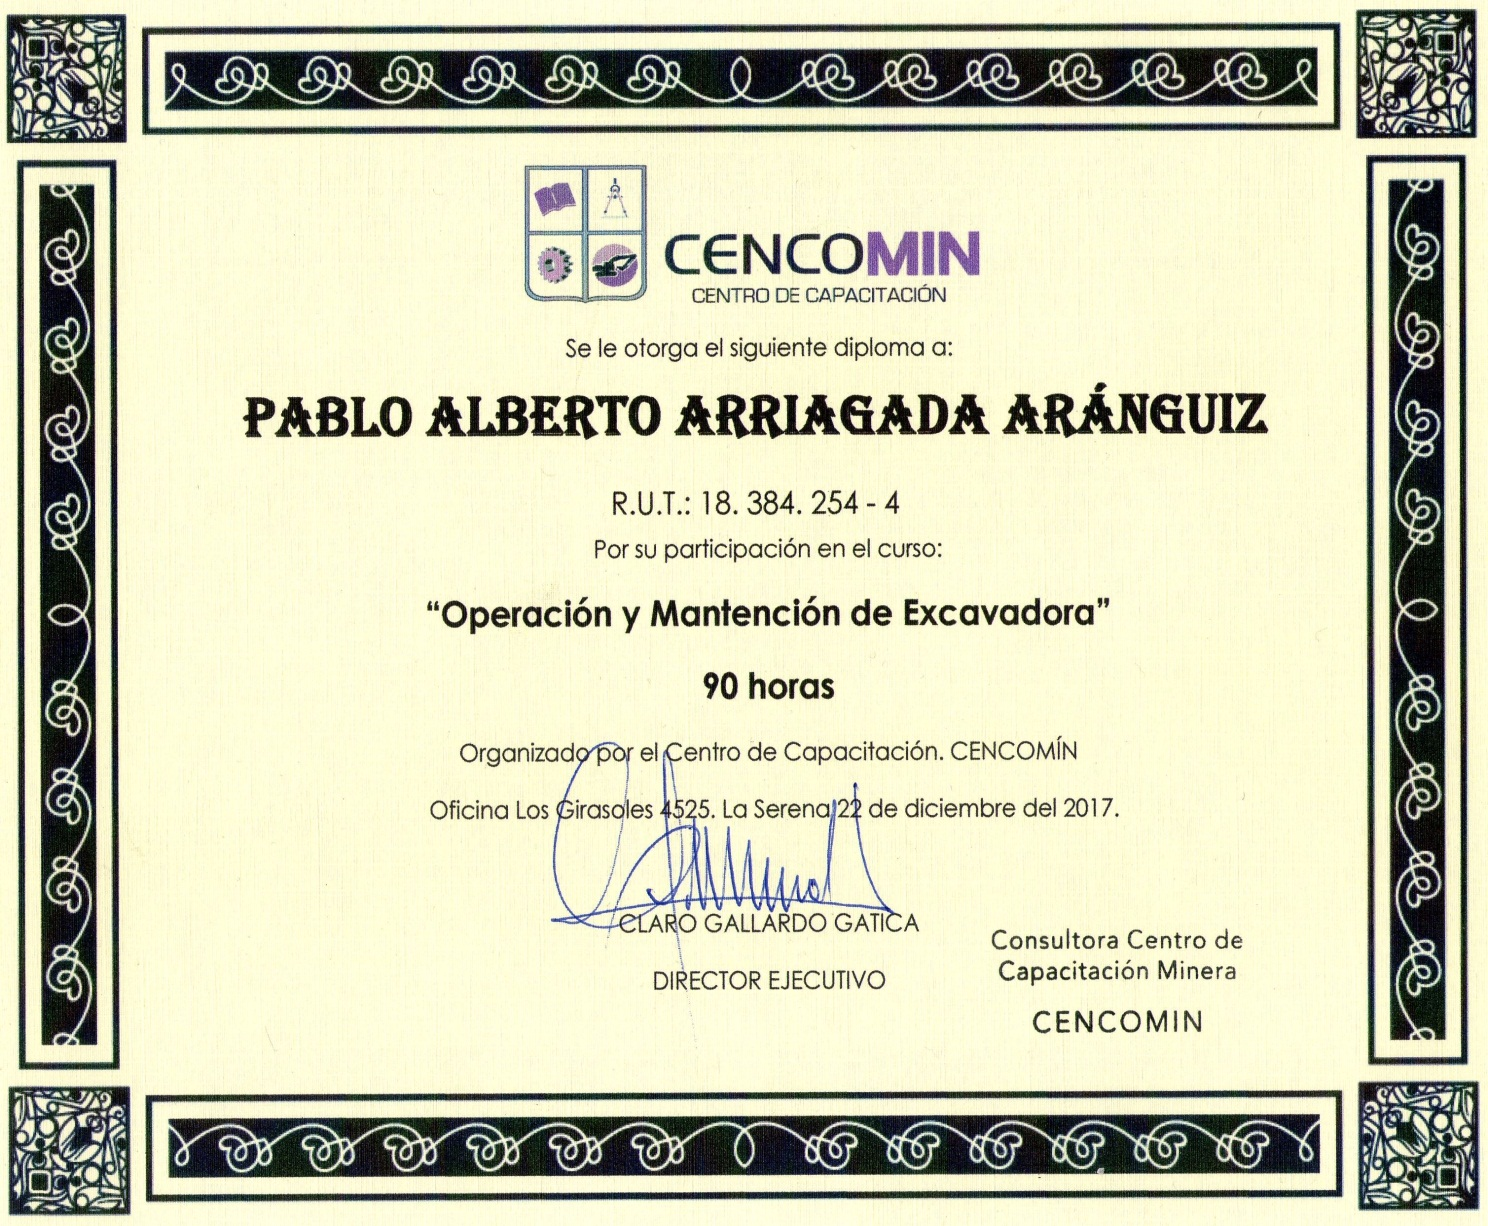 CENCOMIN
CENTRO DE CAPACITACIÓN
Se le otorga el siguiente diploma a:
PABLO ALBERTO ARRIAGADA ARÁNGUIZ
R.U.T.: 18. 384. 254 - 4
Por su participación en el curso:
“Operación y Mantención de Excavadora”
90 horas
Organizado por el Centro de Capacitación. CENCOMÍN
Oficina Los Girasoles 4525. La Serena 22 de diciembre del 2017.
CLARO GALLARDO GATICA
DIRECTOR EJECUTIVO
Consultora Centro de
Capacitación Minera
CENCOMIN